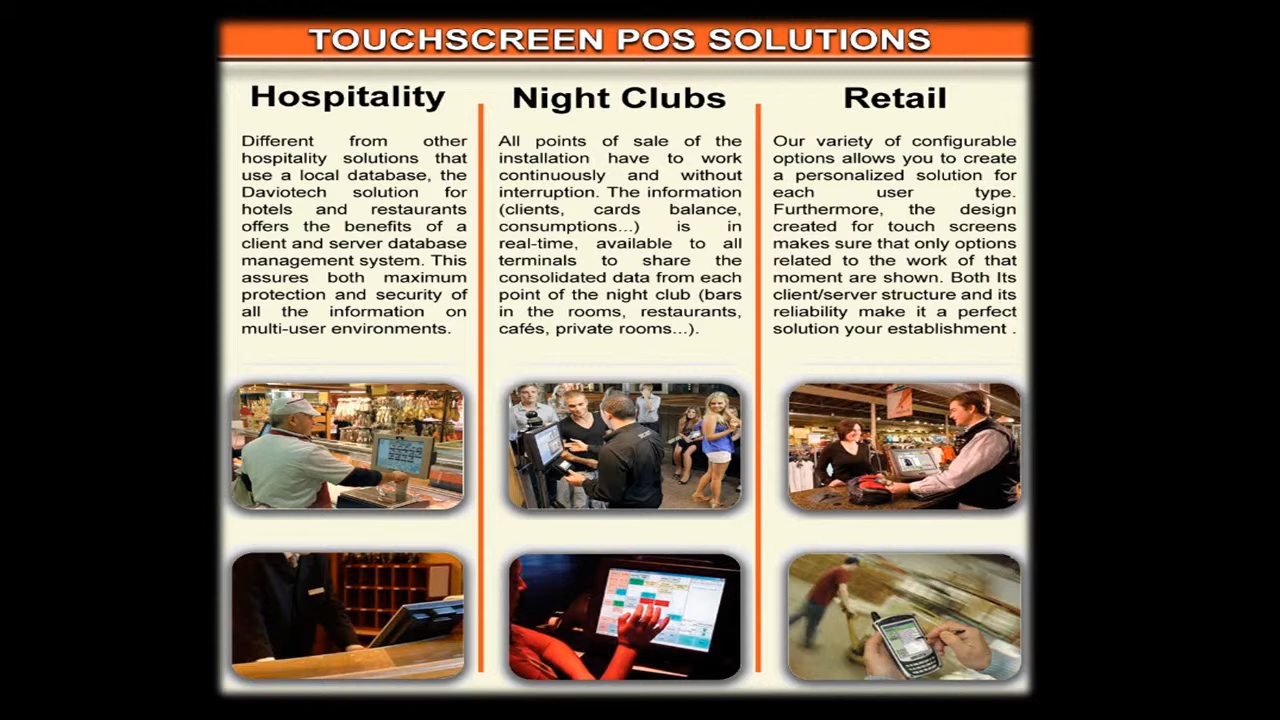 TOUCHSCREEN POS SOLUTIONS
Hospitality
Different from other
hospitality solutions that
use a local database, the
Daviotech solution for
hotels and restaurants
offers the benefits of a
client and server database
management system. This
assures both maximum
protection and security of
all the information on
multi-user environments.
Night Clubs
All points of sale of the
installation have to work
continuously and without
interruption. The information
(clients, cards balance,
consumptions...) is in
real-time, available to all
terminals to share the
consolidated data from each
point of the night club (bars
in the rooms, restaurants,
cafés, private rooms...).
Retail
Our variety of configurable
options allows you to create
a personalized solution for
each user type.
Furthermore, the design
created for touch screens
makes sure that only options
related to the work of that
moment are shown. Both Its
client/server structure and its
reliability make it a perfect
solution your establishment .